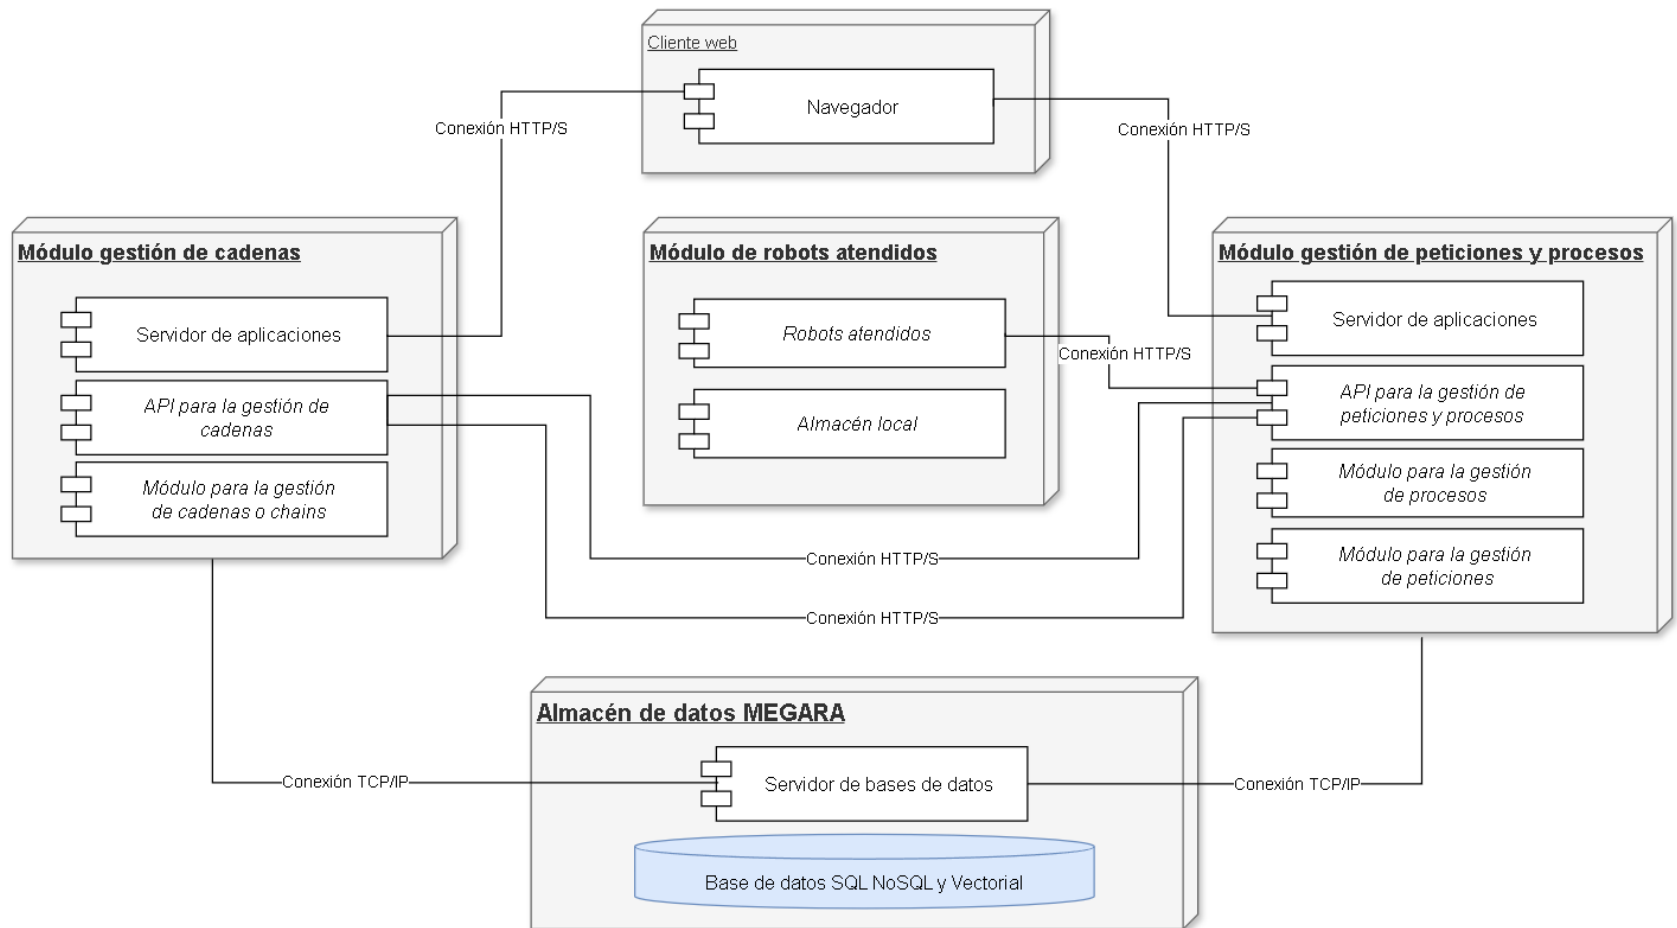 Cliente web
Navegador
Conexión HTTP/S
Conexión HTTP/S
Módulo gestión de cadenas
Servidor de aplicaciones
API para la gestión de
cadenas
Módulo para la gestión
de cadenas o chains
Módulo de robots atendidos
Robots atendidos
Almacén local
Conexión HTTP/S
Módulo gestión de peticiones y procesos
Servidor de aplicaciones
API para la gestión de
peticiones y procesos
Módulo para la gestión
de procesos
Módulo para la gestión
de peticiones
Conexión HTTP/S
Conexión HTTP/S
Almacén de datos MEGARA
Servidor de bases de datos
Conexión TCP/IP
Conexión TCP/IP
Base de datos SQL NoSQL y Vectorial